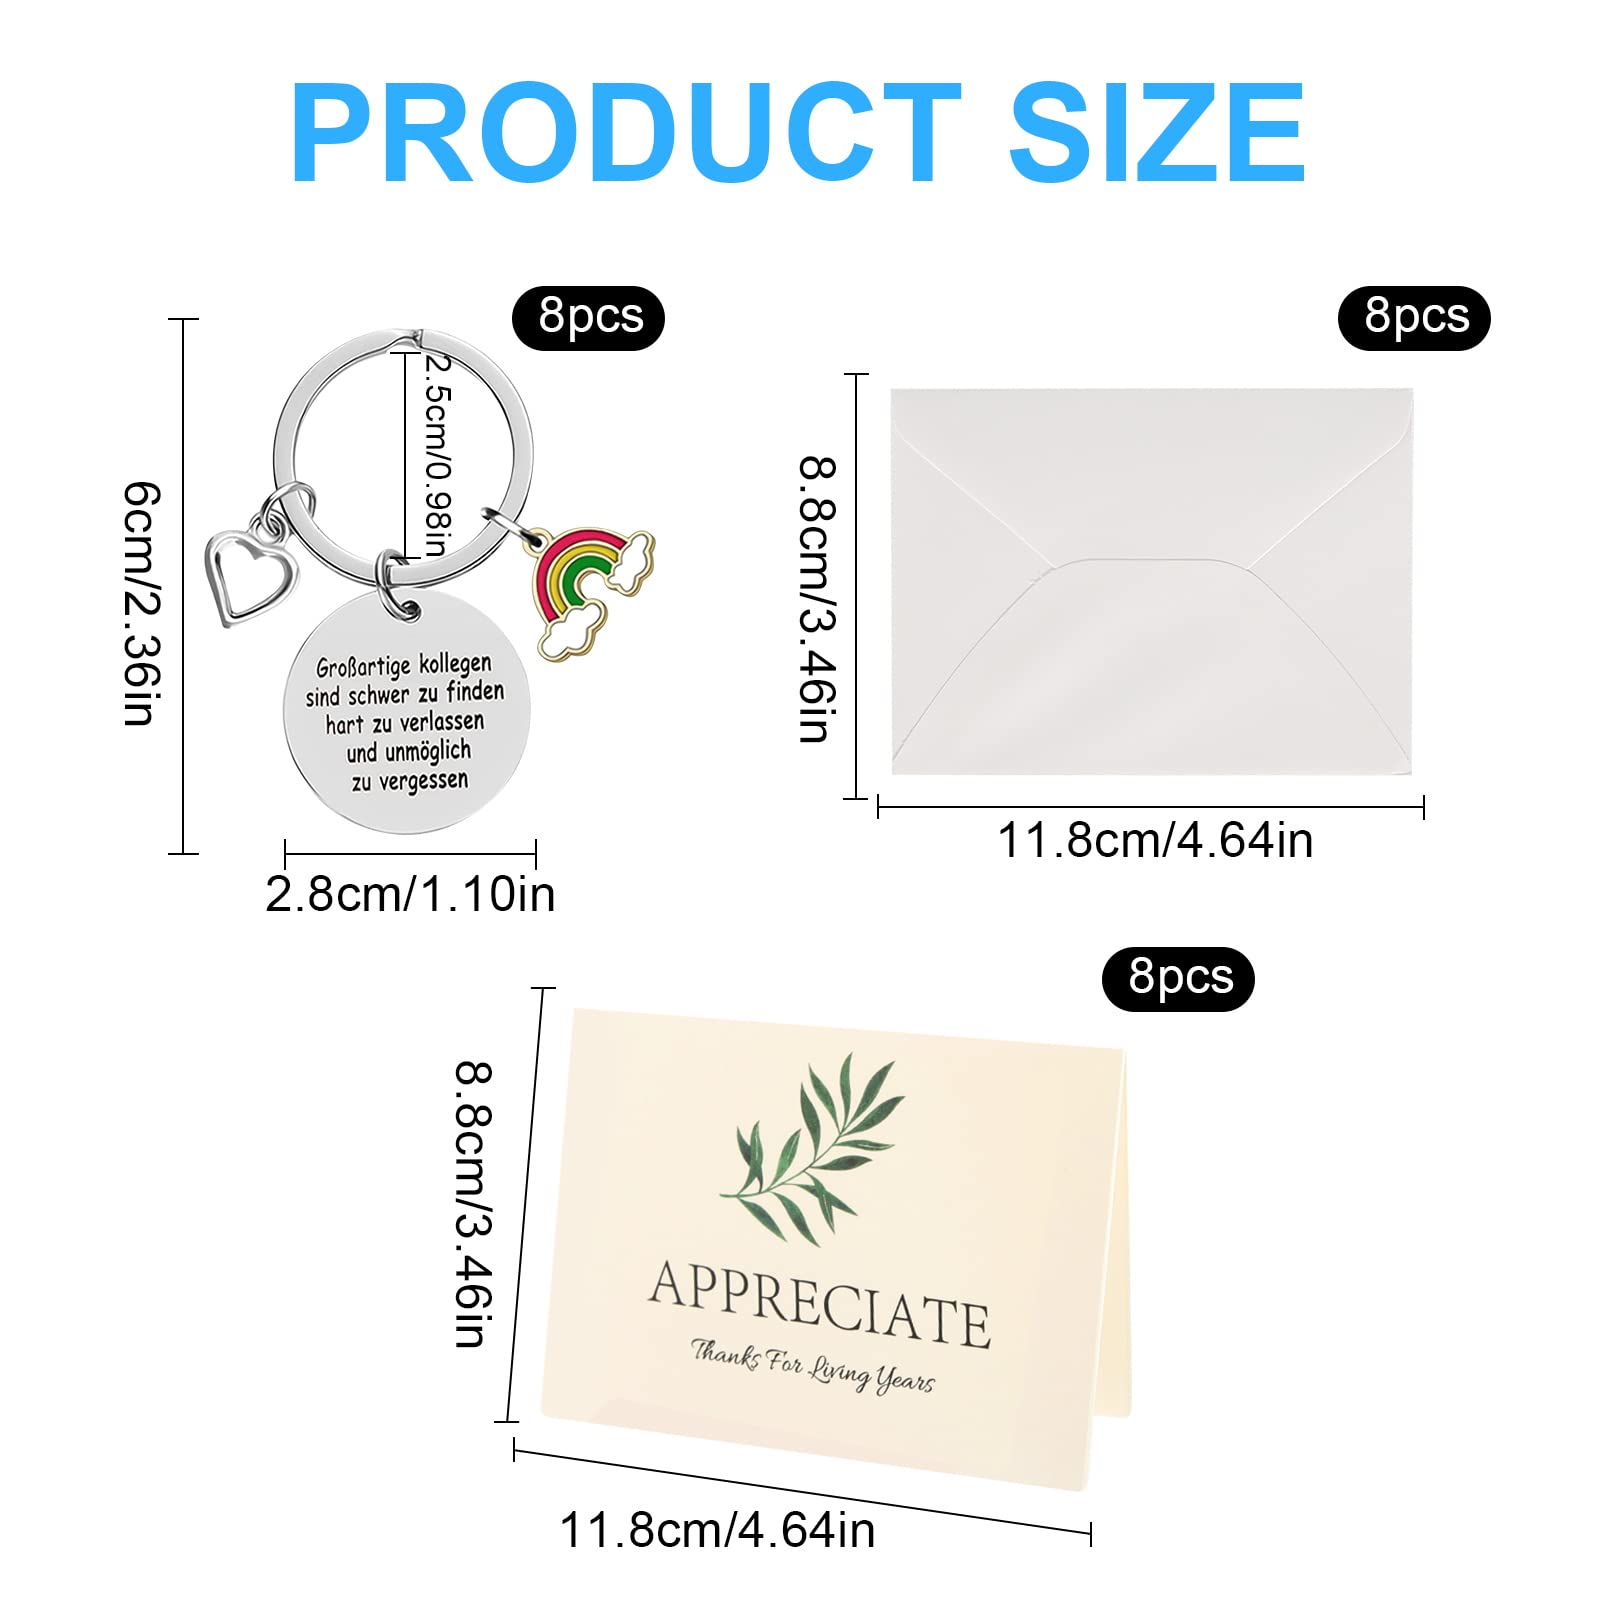 PRODUCT SIZE
8pcs
2.5cm/0.98in
6cm/2.36in
Großartige kollegen
sind schwer zu finden
hart zu verlassen
und unmöglich
zu vergessen
2.8cm/1.10in
8pcs
8.8cm/3.46in
11.8cm/4.64in
8pcs
8.8cm/3.46in
APPRECIATE
Thanks For Living Years
11.8cm/4.64in